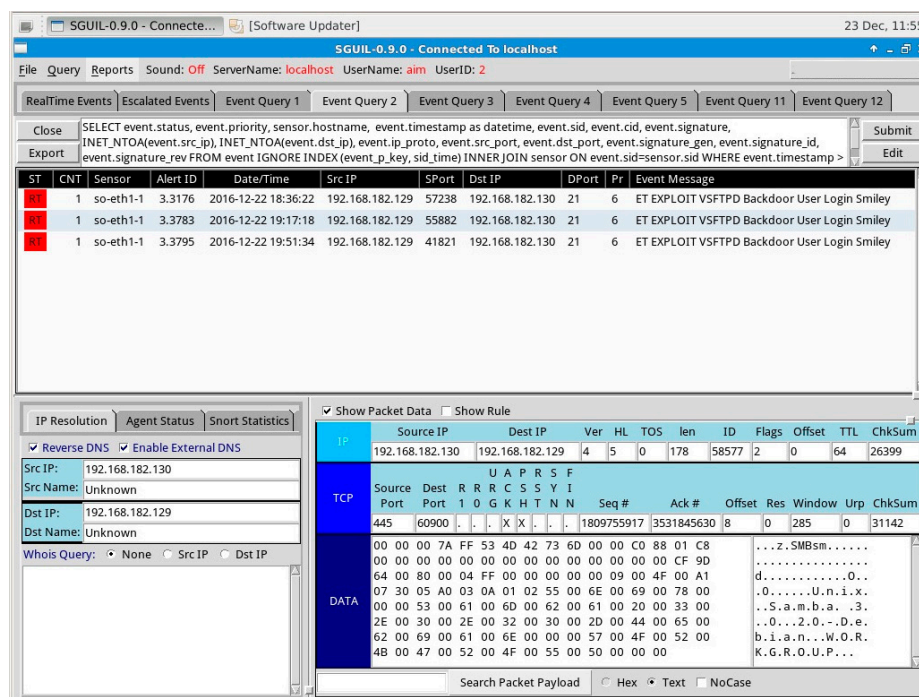 SGUIL-0.9.0 - Connecte... [Software Updater] 23 Dec, 11:55
SGUIL-0.9.0 - Connected To localhost
File Query Reports Sound: Off ServerName: localhost UserName: aim UserID: 2
RealTime Events Escalated Events Event Query 1 Event Query 2 Event Query 3 Event Query 4 Event Query 5 Event Query 11 Event Query 12
Close SELECT event.status, event.priority, sensor.hostname, event.timestamp as datetime, event.sid, event.cid, event.signature, Submit
INET_NTOA(event.src_ip), INET_NTOA(event.dst_ip), event.ip_proto, event.src_port, event.dst_port, event.signature_gen, event.signature_id,
Export event.signature_rev FROM event IGNORE INDEX (event_p_key, sid_time) INNER JOIN sensor ON event.sid=sensor.sid WHERE event.timestamp > Edit
ST CNT Sensor Alert ID Date/Time Src IP SPort Dst IP DPort Pr Event Message
RT 1 so-eth1-1 3.3176 2016-12-22 18:36:22 192.168.182.129 57238 192.168.182.130 21 6 ET EXPLOIT VSFTPD Backdoor User Login Smiley
RT 1 so-eth1-1 3.3783 2016-12-22 19:17:18 192.168.182.129 55882 192.168.182.130 21 6 ET EXPLOIT VSFTPD Backdoor User Login Smiley
RT 1 so-eth1-1 3.3795 2016-12-22 19:51:34 192.168.182.129 41821 192.168.182.130 21 6 ET EXPLOIT VSFTPD Backdoor User Login Smiley
IP Resolution Agent Status Snort Statistics
Reverse DNS Enable External DNS
Src IP: 192.168.182.130
Src Name: Unknown
Dst IP: 192.168.182.129
Dst Name: Unknown
Whois Query: None Src IP Dst IP
Show Packet Data Show Rule
IP Source IP Dest IP Ver HL TOS len ID Flags Offset TTL ChkSum
192.168.182.130 192.168.182.129 4 5 0 178 58577 2 0 64 26399
U A P R S F
TCP Source Dest R R R C S S Y I
Port Port 1 0 G K H T N N Seq # Ack # Offset Res Window Urp ChkSum
445 60900 . . . X X . . . 1809755917 3531845630 8 0 285 0 31142
DATA
00 00 00 7A FF 53 4D 42 73 6D 00 00 C0 88 01 C8 ...z.SMBsm......
00 00 00 00 00 00 00 00 00 00 00 00 00 00 CF 9D ................
64 00 80 00 04 FF 00 00 00 00 00 09 00 4F 00 A1 d............O..
07 30 05 A0 03 0A 01 02 55 00 6E 00 69 00 78 00 .0......U.n.i.x.
00 00 53 00 61 00 6D 00 62 00 61 00 20 00 33 00 ..S.a.m.b.a. .3.
2E 00 30 00 2E 00 32 00 30 00 2D 00 44 00 65 00 ..0...2.0.-.D.e.
62 00 69 00 61 00 6E 00 00 00 57 00 4F 00 52 00 b.i.a.n...W.O.R.
4B 00 47 00 52 00 4F 00 55 00 50 00 00 00 K.G.R.O.U.P...
Search Packet Payload Hex Text NoCase